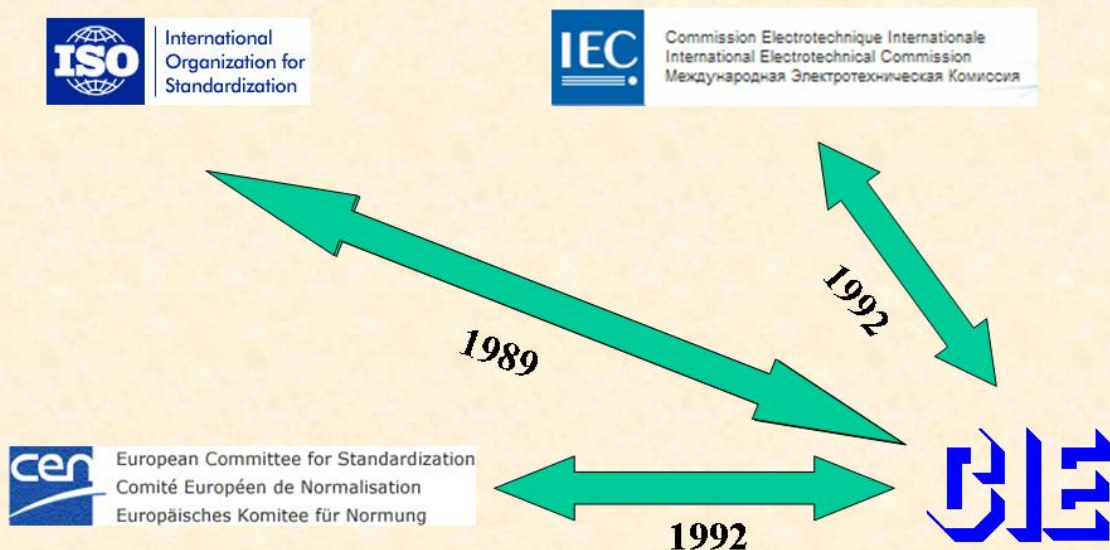 ISO
International
Organization for
Standardization
IEC
Commission Electrotechnique Internationale
International Electrotechnical Commission
Международная Электротехническая Комиссия
1992
1989
cen
European Committee for Standardization
Comité Européen de Normalisation
Europäisches Komitee für Normung
1992
CIE